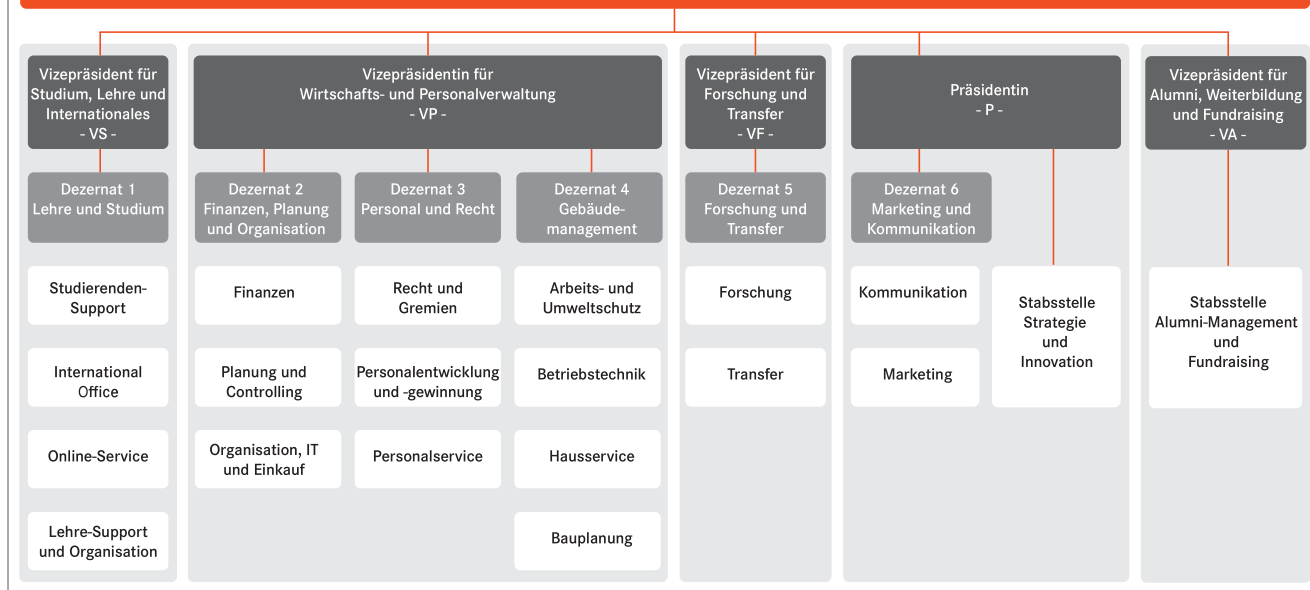 Vizepräsident für
Studium, Lehre und
Internationales
- VS -
Vizepräsidentin für
Wirtschafts- und Personalverwaltung
- VP -
Vizepräsident für
Forschung und
Transfer
- VF -
Präsidentin
- P -
Vizepräsident für
Alumni, Weiterbildung
und Fundraising
- VA -
Dezernat 1
Lehre und Studium
Dezernat 2
Finanzen, Planung
und Organisation
Dezernat 3
Personal und Recht
Dezernat 4
Gebäude-
management
Dezernat 5
Forschung und
Transfer
Dezernat 6
Marketing und
Kommunikation
Studierenden-
Support
International
Office
Online-Service
Lehre-Support
und Organisation
Finanzen
Planung und
Controlling
Organisation, IT
und Einkauf
Recht und
Gremien
Personalentwicklung
und -gewinnung
Personalservice
Arbeits- und
Umweltschutz
Betriebstechnik
Hausservice
Bauplanung
Forschung
Transfer
Kommunikation
Marketing
Stabsstelle
Strategie
und
Innovation
Stabsstelle
Alumni-Management
und
Fundraising